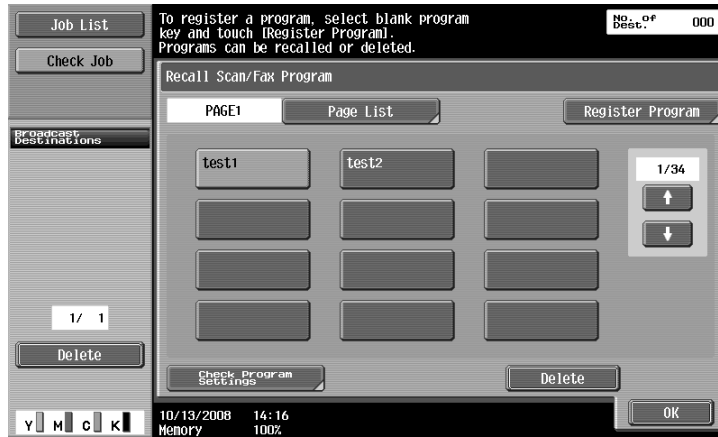 Job List
Check Job
To register a program, select blank program
key and touch [Register Program].
Programs can be recalled or deleted.
No. of
Dest.
000
Recall Scan/Fax Program
PAGE1
Page List
Register Program
Broadcast
Destinations
test1
test2
1/34
1/ 1
Delete
Check Program
Settings
Delete
OK
Y M C K
10/13/2008 14:16
Memory 100%